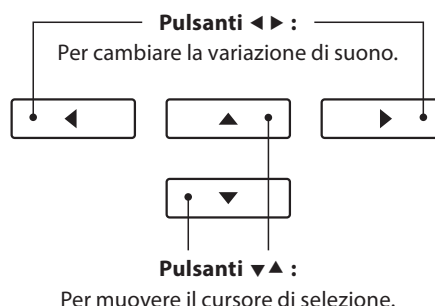 Pulsanti ◀ ▶ :
Per cambiare la variazione di suono.
Pulsanti ▼▲ :
Per muovere il cursore di selezione.